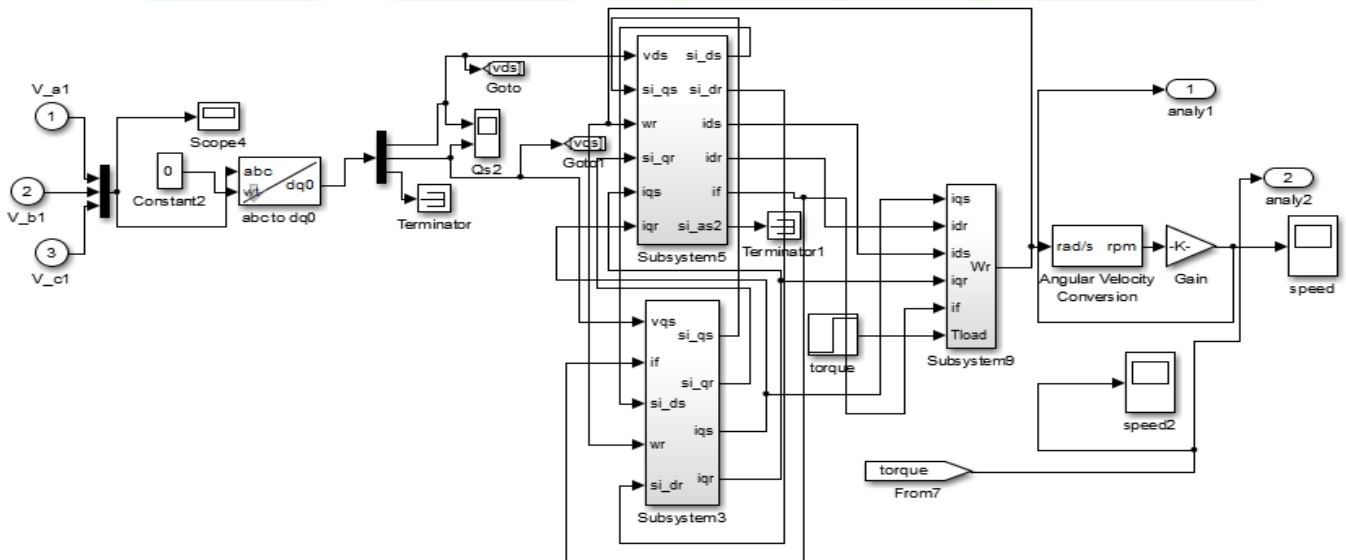 V_a1
1
2
V_b1
3
V_c1
Scope4
0
Constant2
abc
wt
dq0
abc to dq0
Terminator
Qs2
[vds]
Goto
[vds]
Goto1
vds
si_qs
wr
si_qr
iqs
iqr
si_ds
si_dr
ids
idr
if
si_as2
Subsystem5
Terminator1
vqs
if
si_ds
wr
si_dr
si_qs
si_qr
iqs
iqr
Subsystem3
torque
iqs
idr
ids
iqr
if
Tload
Wr
Subsystem9
rad/s
rpm
Angular Velocity
Conversion
-K-
Gain
1
analy1
2
analy2
speed
speed2
torque
From7